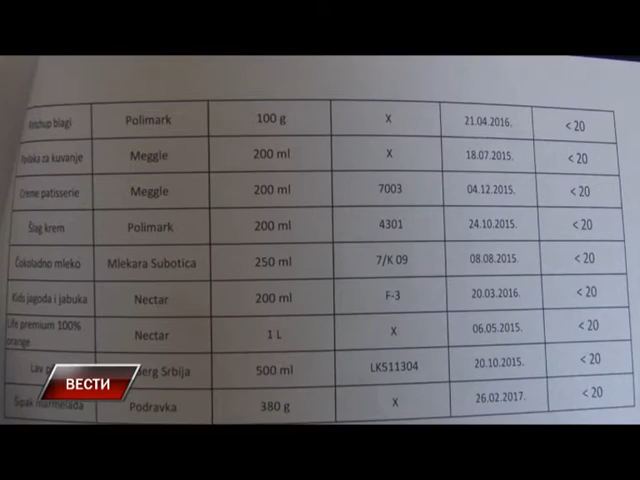 Ketchup blagi Polimark 100 g X 21.04.2016. < 20
Pavlaka za kuvanje Meggle 200 ml X 18.07.2015. < 20
Creme patisserie Meggle 200 ml 7003 04.12.2015. < 20
Šlag krem Polimark 200 ml 4301 24.10.2015. < 20
Čokoladno mleko Mlekara Subotica 250 ml 7/K 09 08.08.2015. < 20
Kids jagoda i jabuka Nectar 200 ml F-3 20.03.2016. < 20
Life premium 100%
orange Nectar 1 L X 06.05.2015. < 20
Lav Srbija 500 ml LK511304 20.10.2015. < 20
Šipak marmelada Podravka 380 g X 26.02.2017. < 20
ВЕСТИ